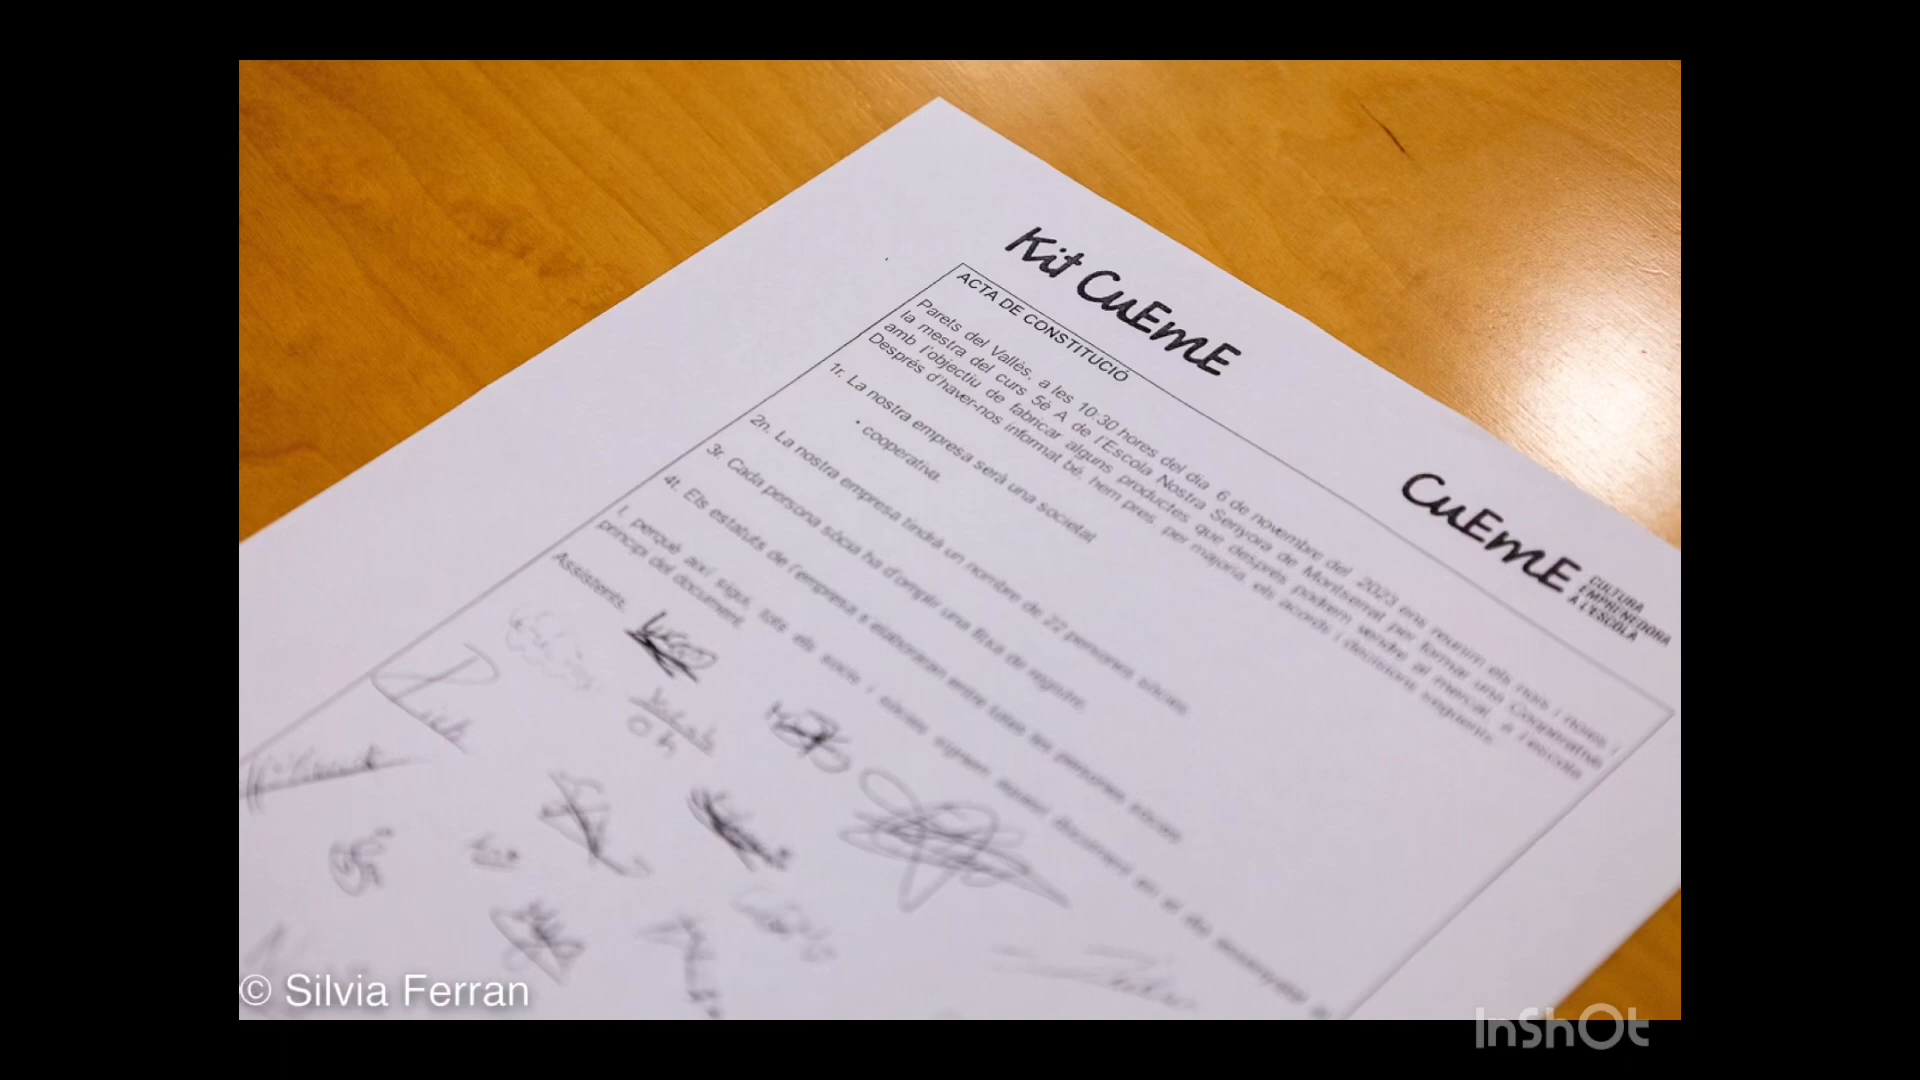 Kit CuEmE
CuEmE
CULTURA
EMPRENEDORA
A L'ESCOLA
ACTA DE CONSTITUCIÓ
Parets del Vallès, a les 10:30 hores del dia 6 de novembre del 2023 ens reunim els nois i noies i
la mestra del curs 5è A de l'Escola Nostra Senyora de Montserrat per formar una Cooperativa
amb l'objectiu de fabricar alguns productes que després podrem vendre al mercat, a l'escola
Després d'haver-nos informat bé, hem pres, per majoria, els acords i decisions següents:
1r. La nostra empresa serà una societat
• cooperativa.
2n. La nostra empresa tindrà un nombre de 22 persones sòcies.
3r. Cada persona sòcia ha d'omplir una fitxa de registre.
4t. Els estatuts de l'empresa s'elaboraran entre totes les persones sòcies.
I, perquè així sigui, tots els socis i sòcies signen aquest document en el dia assenyalat
principi del document.
Assistents,
© Silvia Ferran
InShOt